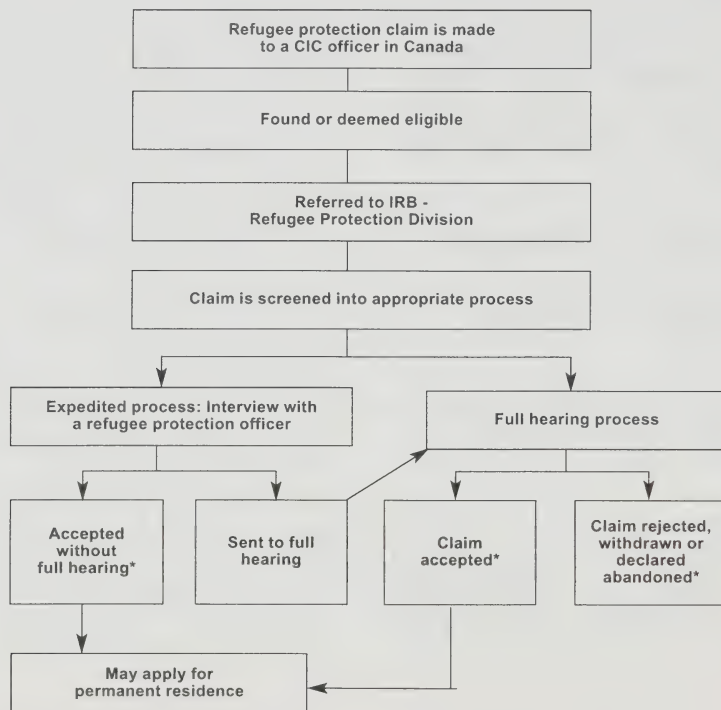 Refugee protection claim is made
to a CIC officer in Canada
Found or deemed eligible
Referred to IRB -
Refugee Protection Division
Claim is screened into appropriate process
Expedited process: Interview with
a refugee protection officer
Full hearing process
Accepted
without
full hearing*
Sent to full
hearing
Claim
accepted*
Claim rejected,
withdrawn or
declared
abandoned*
May apply for
permanent residence